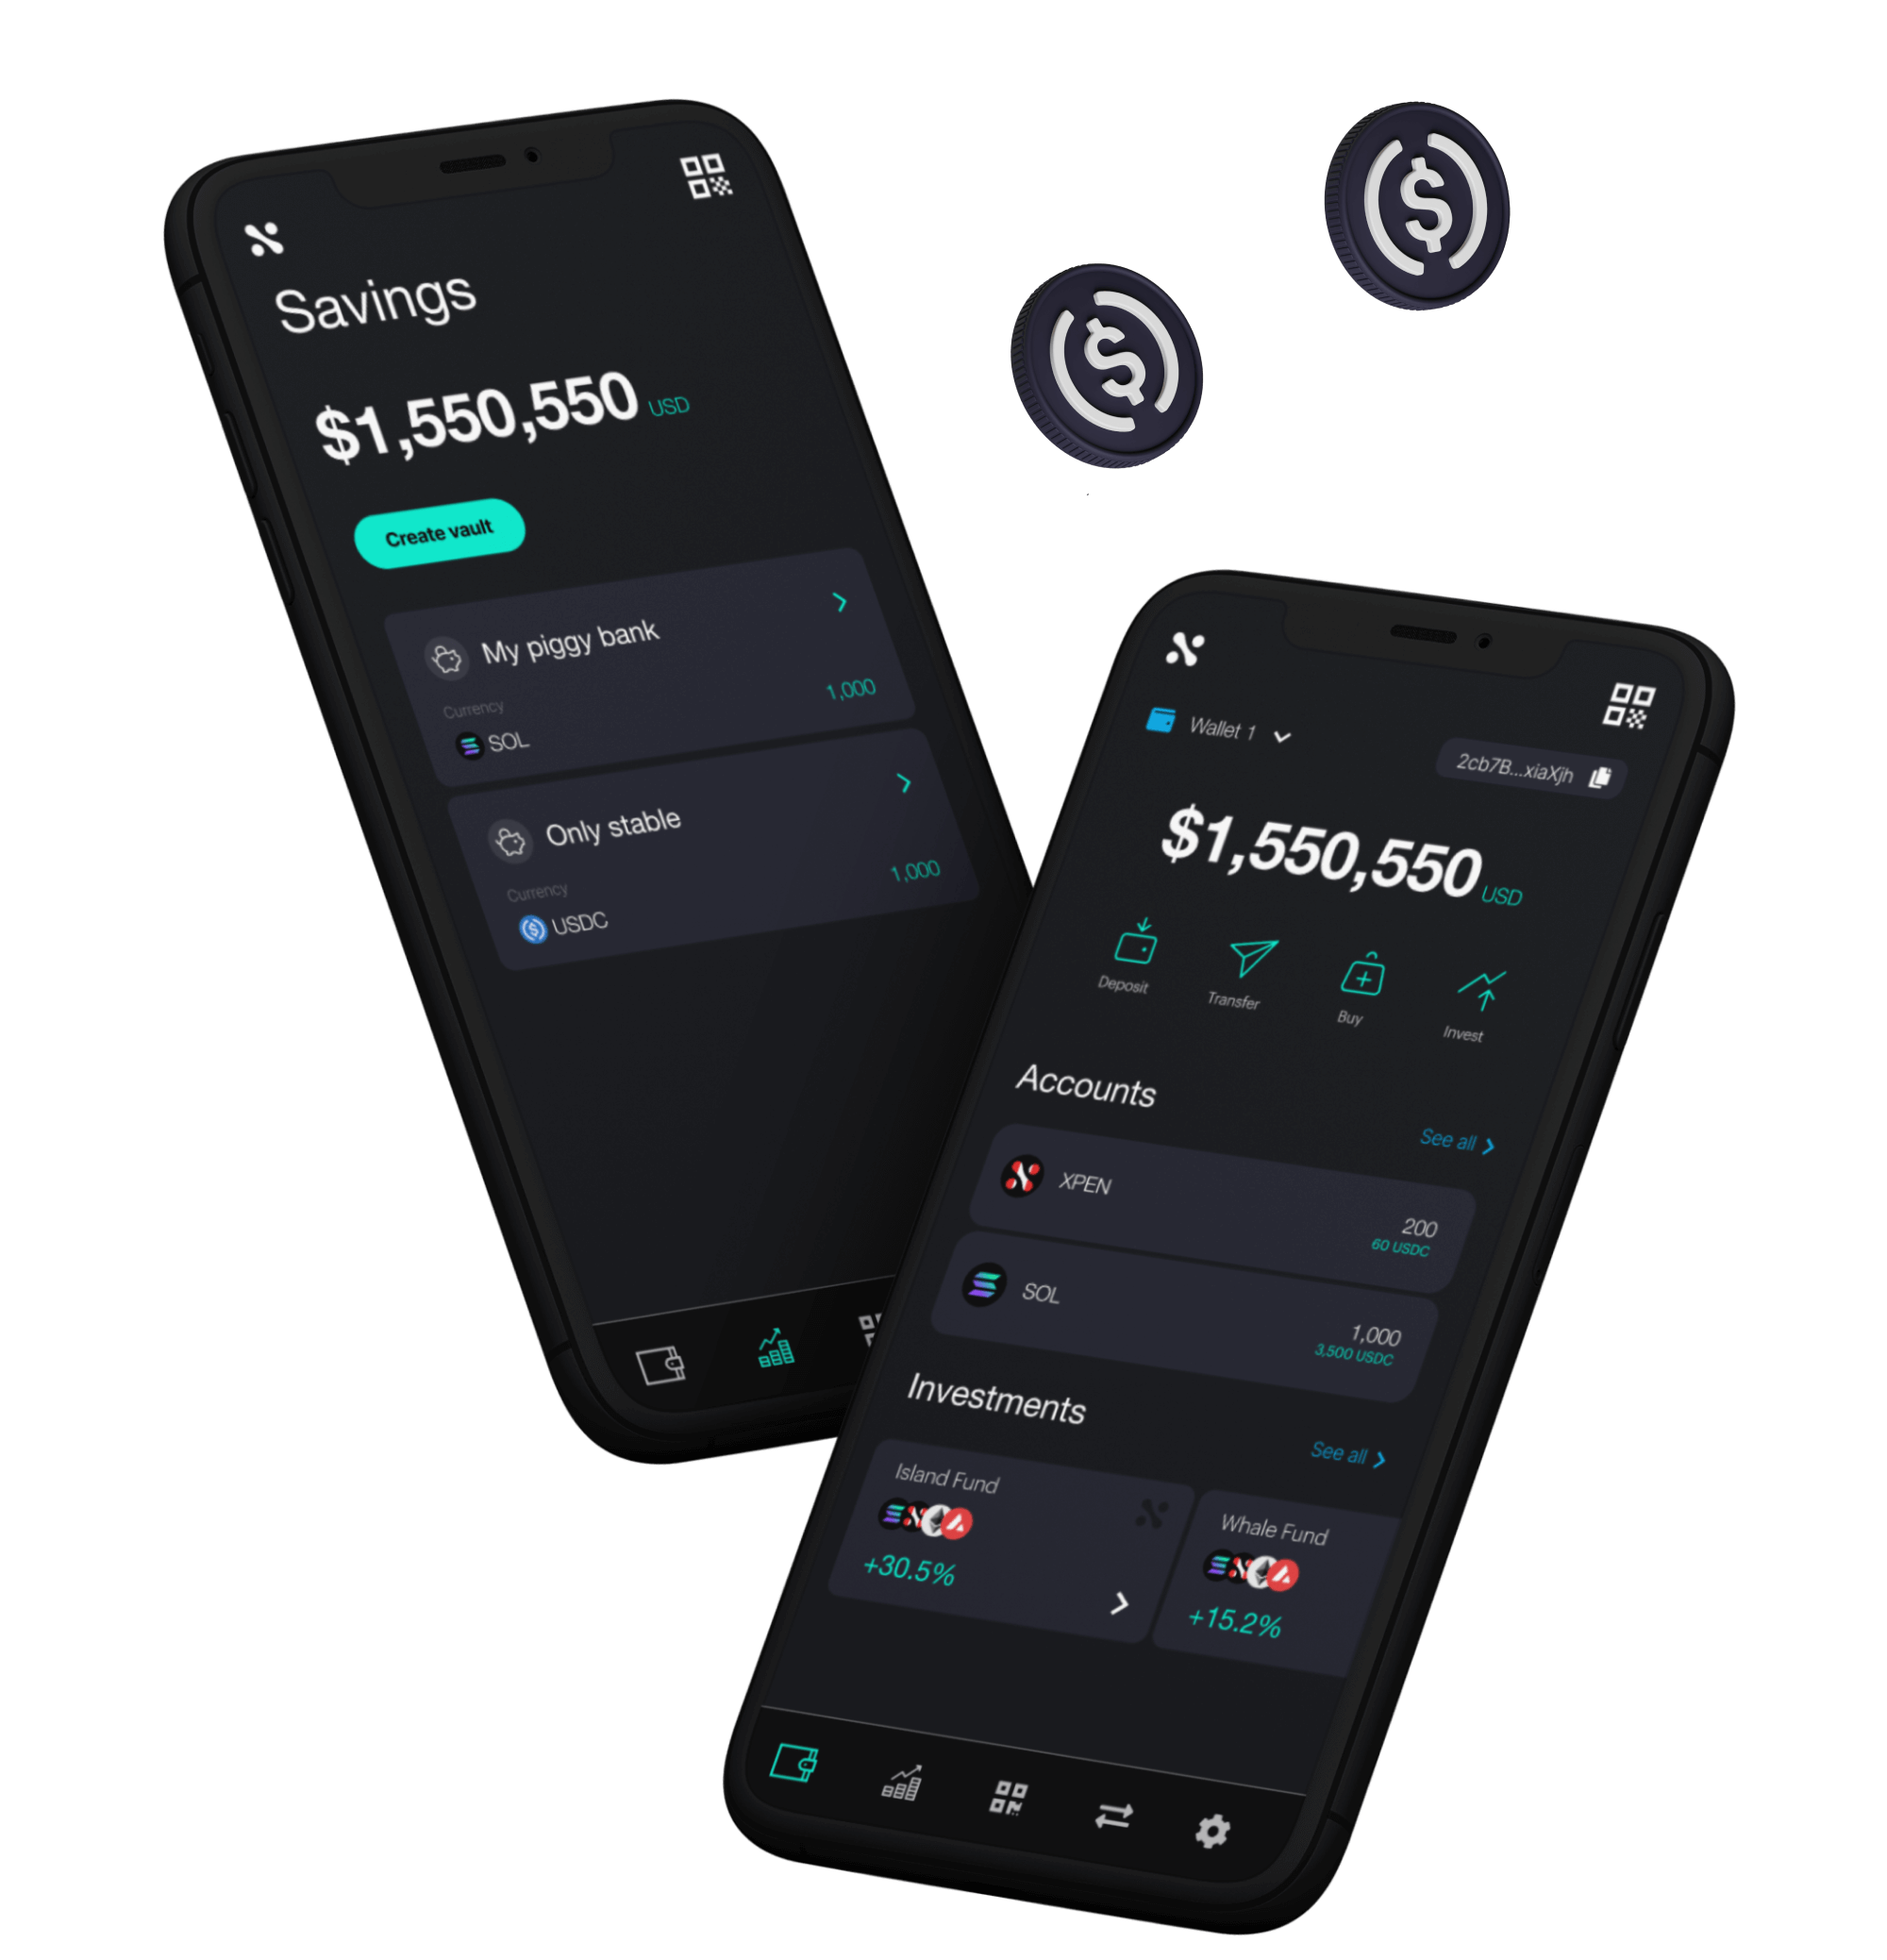 Savings
$1,550,550 USD
Create vault
My piggy bank
Currency
1,000
SOL
Only stable
Currency
1,000
USDC
Wallet 1
2cb7B...xiaXjh
$1,550,550 USD
Deposit
Transfer
Buy
Invest
Accounts
See all
XPEN
200
60 USDC
SOL
1,000
3,500 USDC
Investments
See all
Island Fund
+30.5%
Whale Fund
+15.2%